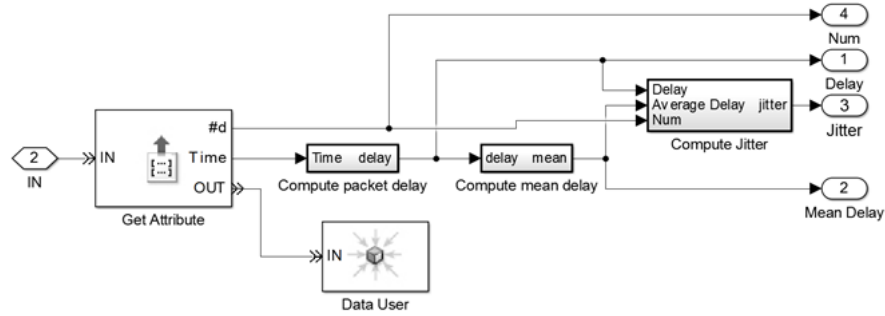 4
Num
1
Delay
Delay
Average Delay jitter
Num
3
Jitter
Compute Jitter
#d
IN
Time
OUT
2
IN
Get Attribute
Time delay
Compute packet delay
delay mean
Compute mean delay
2
Mean Delay
IN
Data User